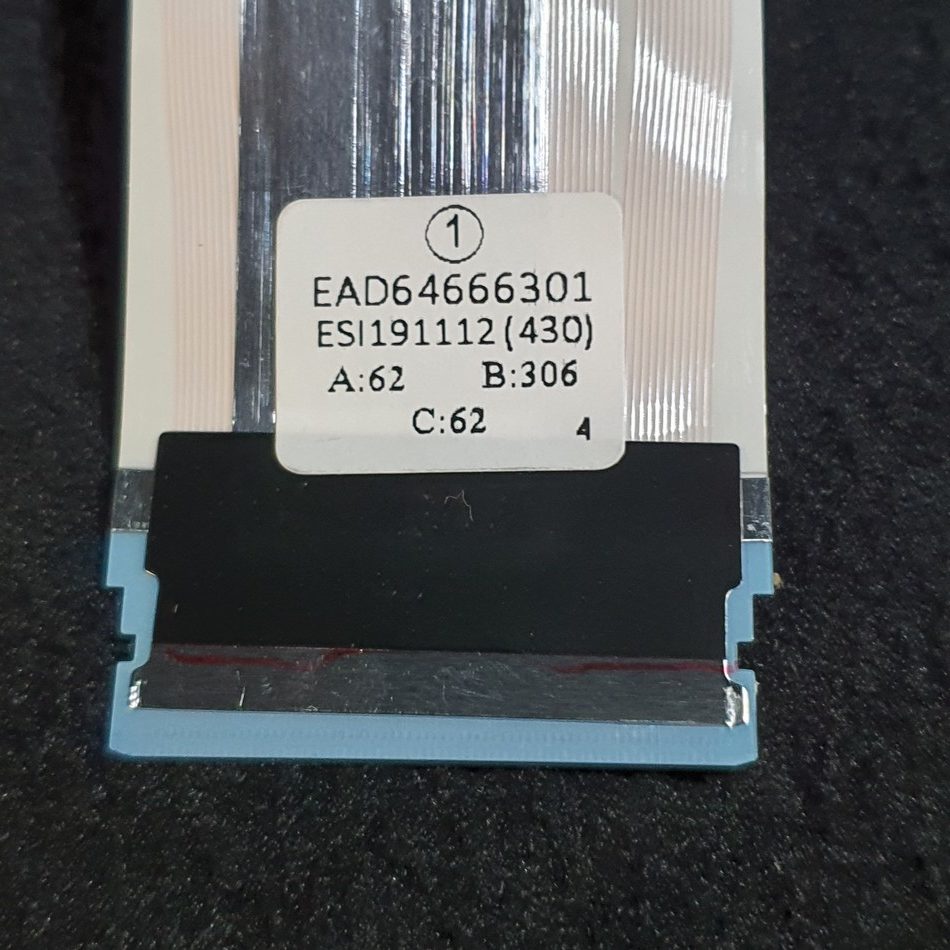 ①
EAD64666301
ESI191112(430)
A:62 B:306
C:62 4